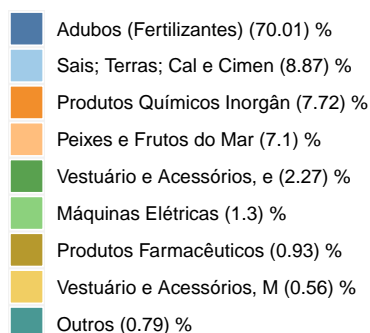 Adubos (Fertilizantes) (70.01) %
Sais; Terras; Cal e Cimen (8.87) %
Produtos Químicos Inorgân (7.72) %
Peixes e Frutos do Mar (7.1) %
Vestuário e Acessórios, e (2.27) %
Máquinas Elétricas (1.3) %
Produtos Farmacêuticos (0.93) %
Vestuário e Acessórios, M (0.56) %
Outros (0.79) %